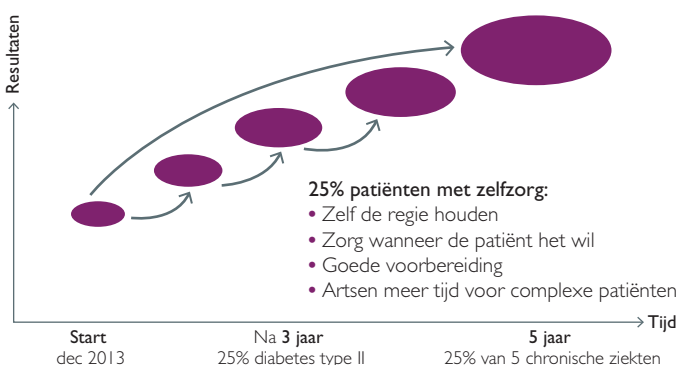 Resultaten
25% patiënten met zelfzorg:
• Zelf de regie houden
• Zorg wanneer de patiënt het wil
• Goede voorbereiding
• Artsen meer tijd voor complexe patiënten
Tijd
Start
dec 2013
Na 3 jaar
25% diabetes type II
5 jaar
25% van 5 chronische ziekten